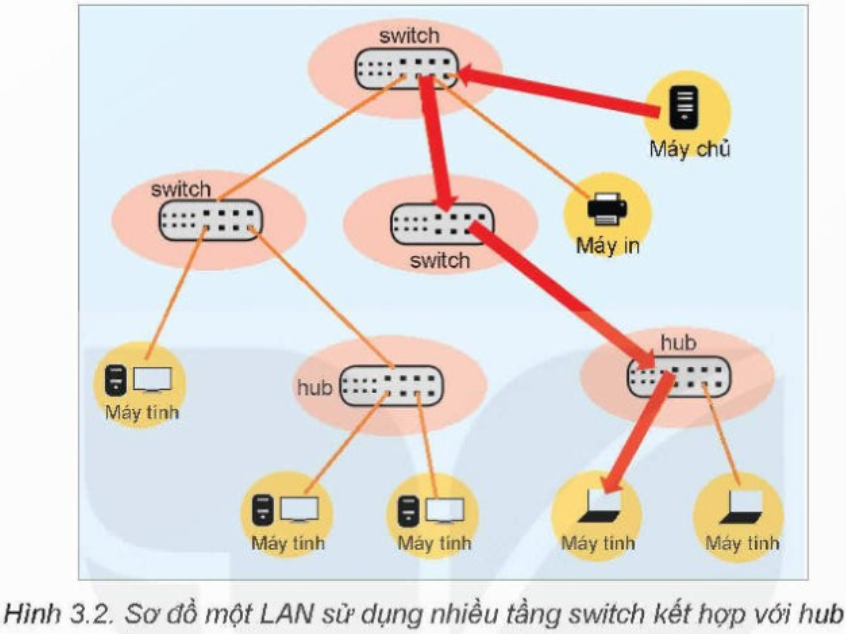 switch
Máy chủ
switch
switch
Máy in
hub
hub
Máy tính
Máy tính
Máy tính
Máy tính
Máy tính
Hình 3.2. Sơ đồ một LAN sử dụng nhiều tầng switch kết hợp với hub